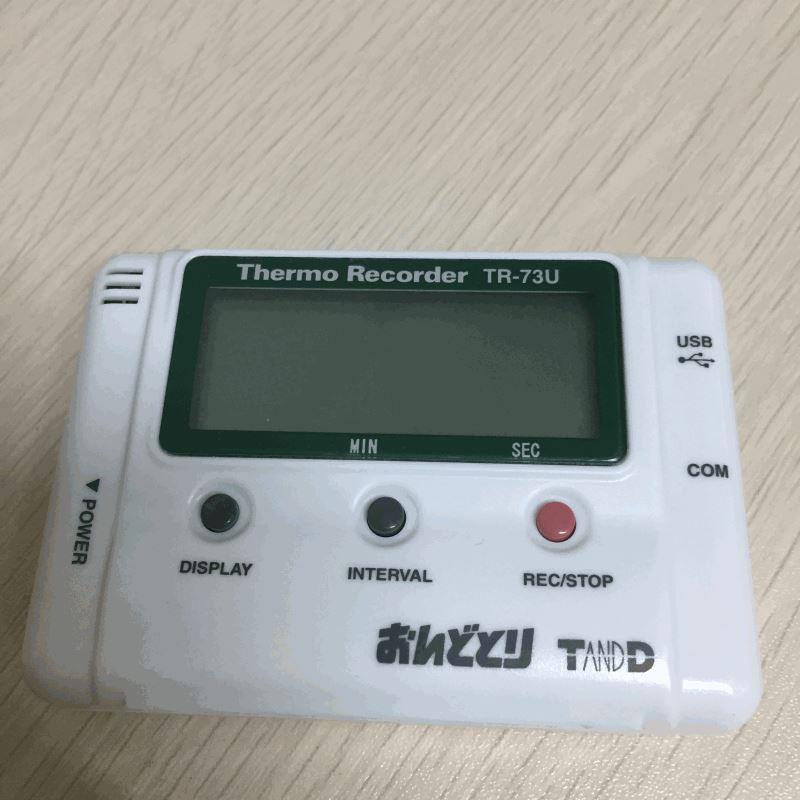 Thermo Recorder TR-73U
MIN SEC
USB
COM
▼POWER
DISPLAY INTERVAL REC/STOP
おんどとり TANDD